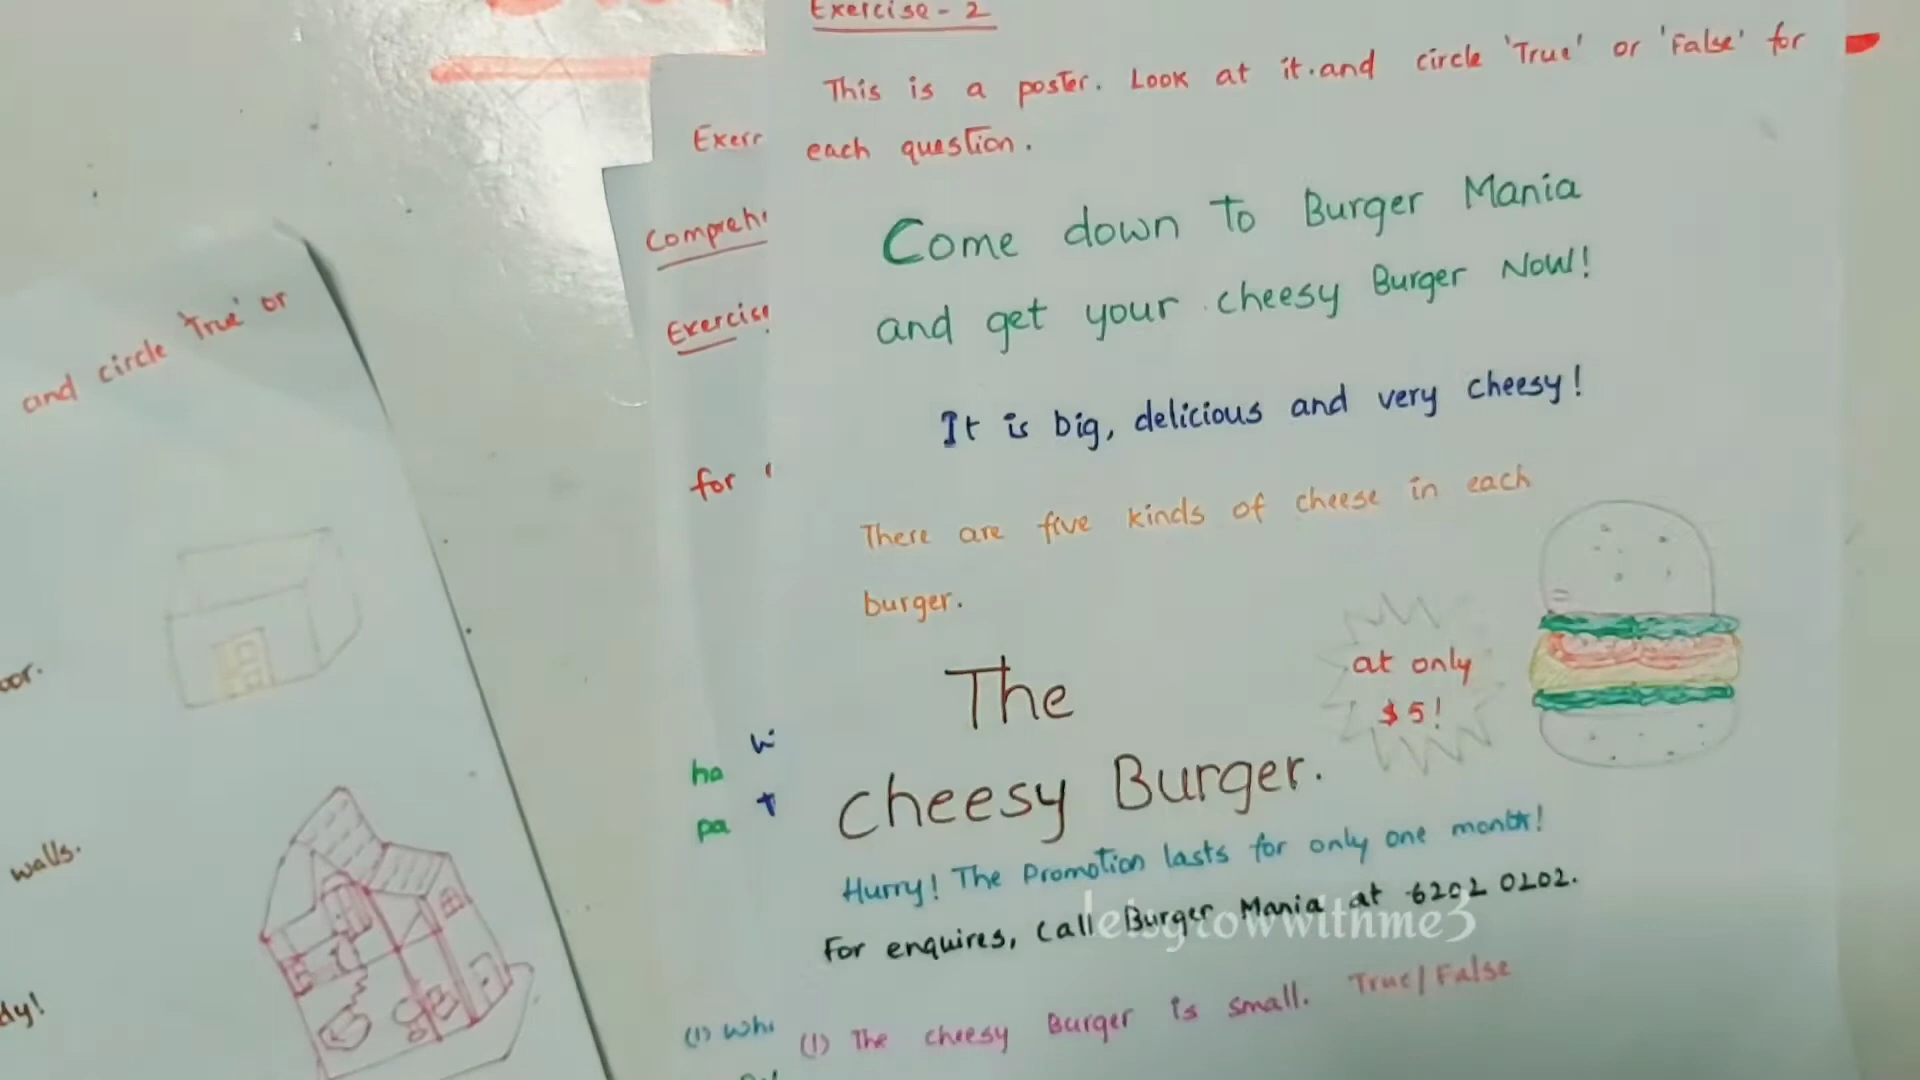 Exercise - 2
This is a poster. Look at it.and circle 'True' or 'False' for
each question.
Come down to Burger Mania
and get your cheesy Burger Now!
It is big, delicious and very cheesy!
There are five kinds of cheese in each
burger.
at only
$5!
The
cheesy Burger.
Hurry! The Promotion lasts for only one month!
For enquires, call Burger Mania at 6202 0202.
(1) The cheesy Burger is small. True/False
and circle 'True' or
walls.
Exercise
for
ha
pa
(1)
leisgrowwithme3